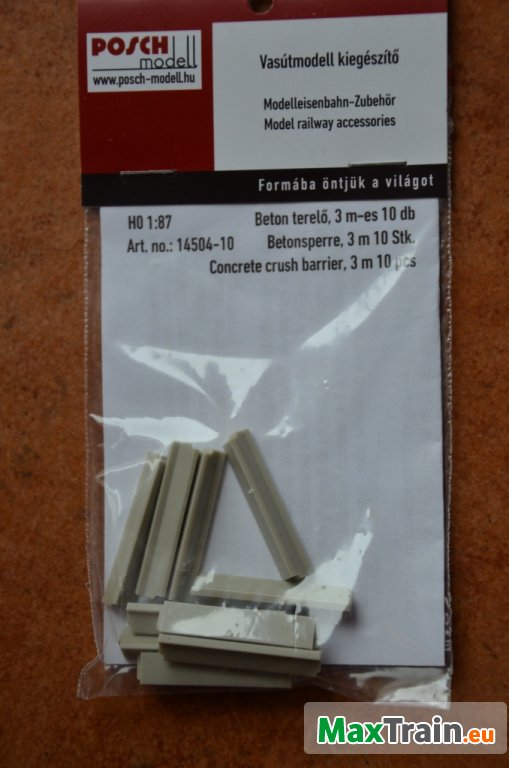 POSCH
modell
www.posch-modell.hu
Vasútmodell kiegészítő
Modelleisenbahn-Zubehör
Model railway accessories
Formába öntjük a világot
H0 1:87
Beton terelő, 3 m-es 10 db
Art. no.: 14504-10
Betonsperre, 3 m 10 Stk.
Concrete crush barrier, 3 m 10 pcs
MaxTrain.eu